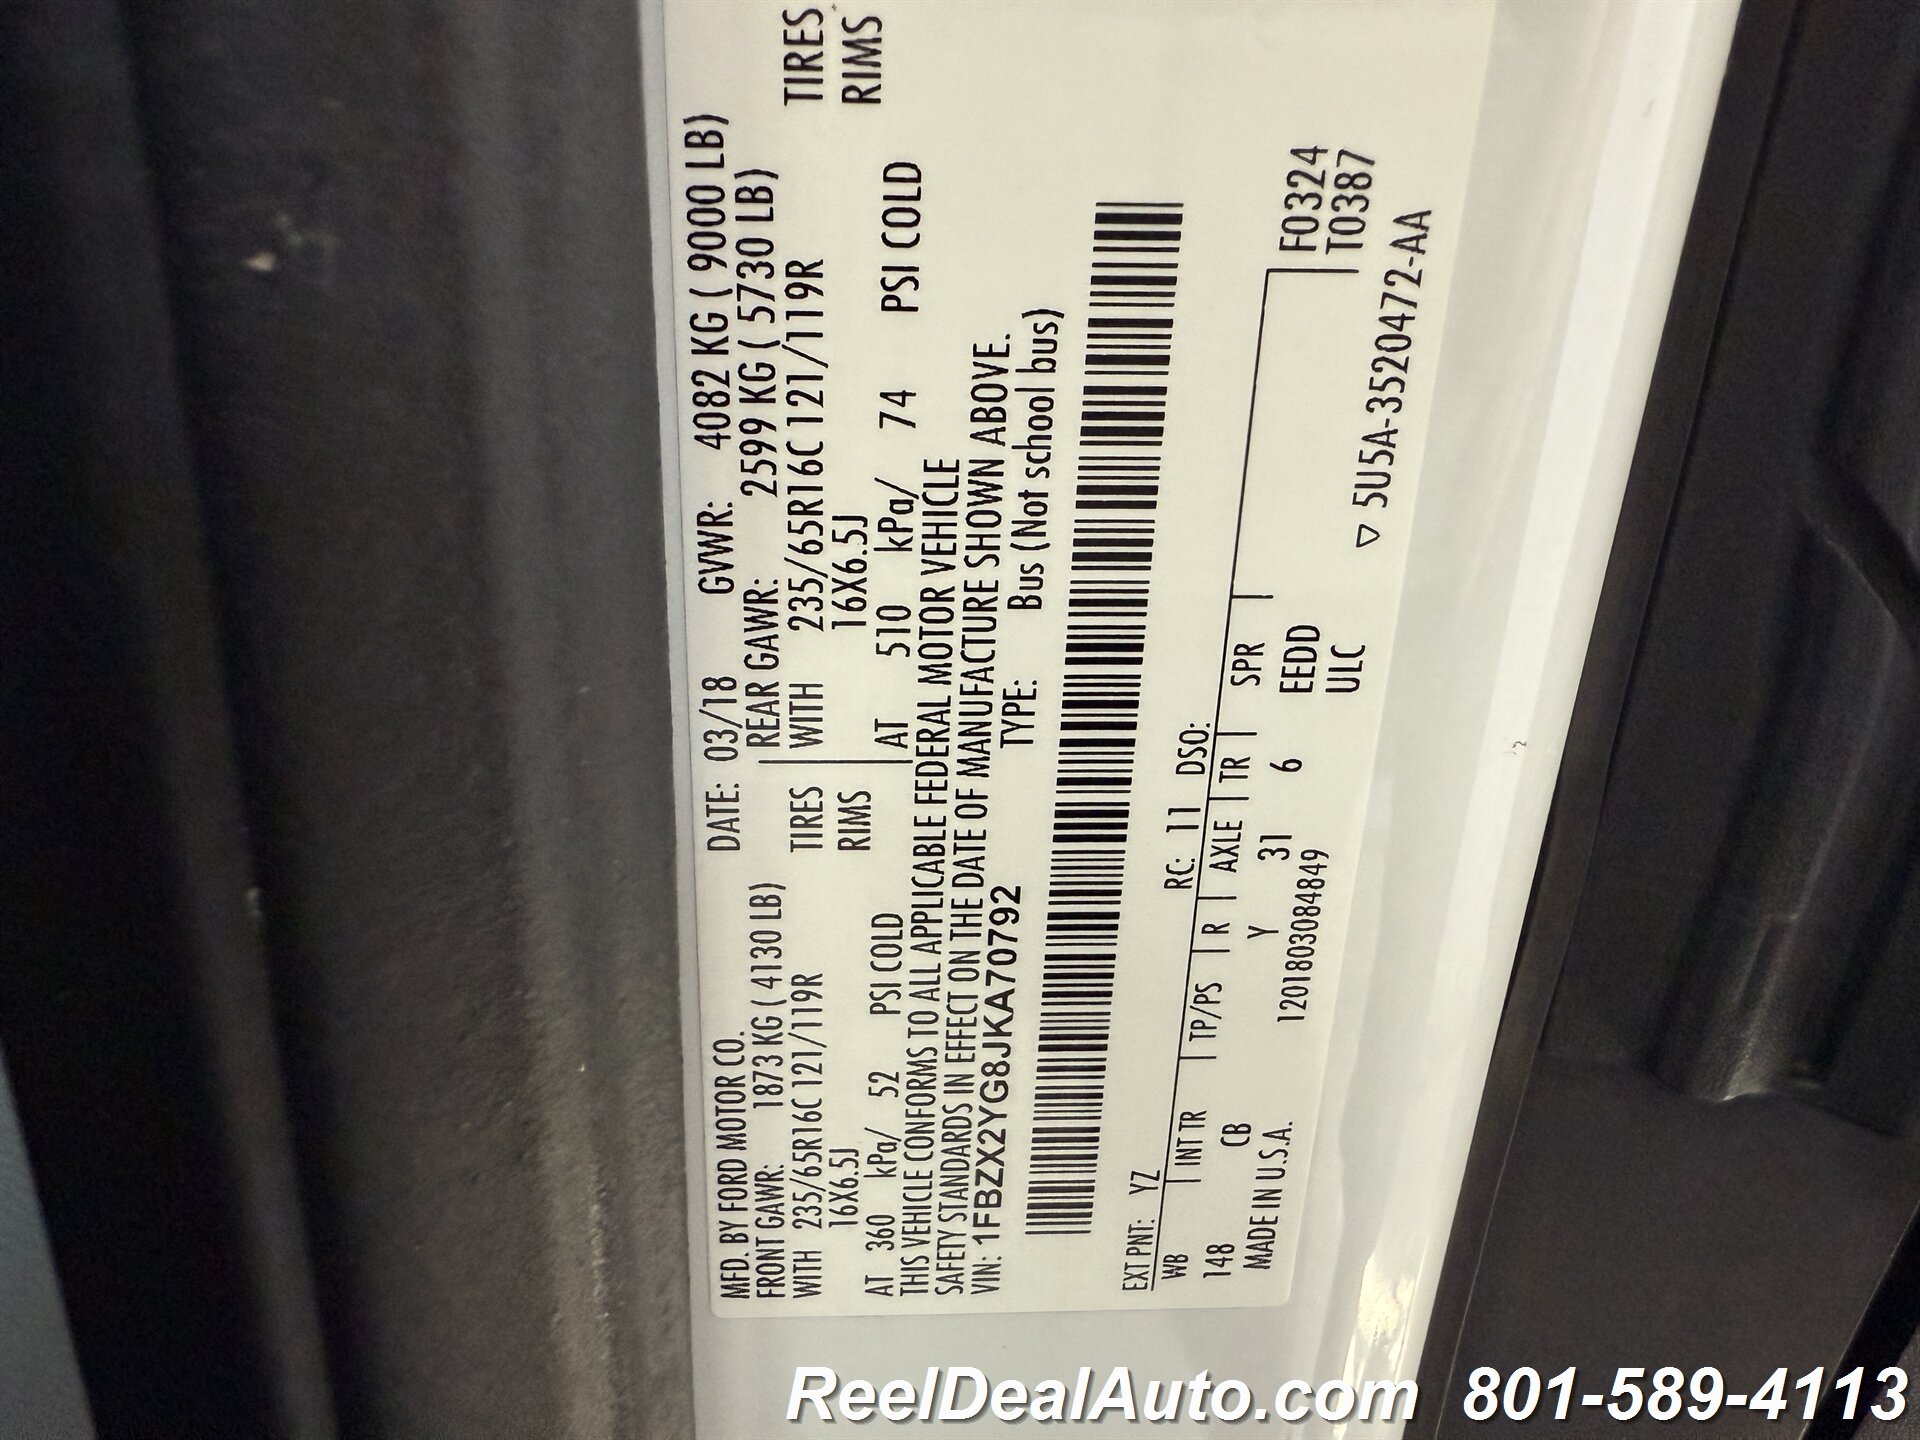 MFD. BY FORD MOTOR CO.
DATE: 03/18 GVWR: 4082 KG ( 9000 LB)
FRONT GAWR: 1873 KG ( 4130 LB)
REAR GAWR: 2599 KG ( 5730 LB)
WITH 235/65R16C 121/119R TIRES
WITH 235/65R16C 121/119R TIRES
16X6.5J RIMS
16X6.5J RIMS
AT 360 kPa/ 52 PSI COLD
AT 510 kPa/ 74 PSI COLD
THIS VEHICLE CONFORMS TO ALL APPLICABLE FEDERAL MOTOR VEHICLE
SAFETY STANDARDS IN EFFECT ON THE DATE OF MANUFACTURE SHOWN ABOVE.
VIN: 1FBZX2YG8JKA70792 TYPE: Bus (Not school bus)
EXT PNT: YZ RC: 11 DSO:
WB INT TR TP/PS R AXLE TR SPR
148 CB Y 31 6 EEDD F0324
MADE IN U.S.A. 120180308 4849 ULC T0387
▽ 5U5A-3520472-AA
ReelDealAuto.com 801-589-4113